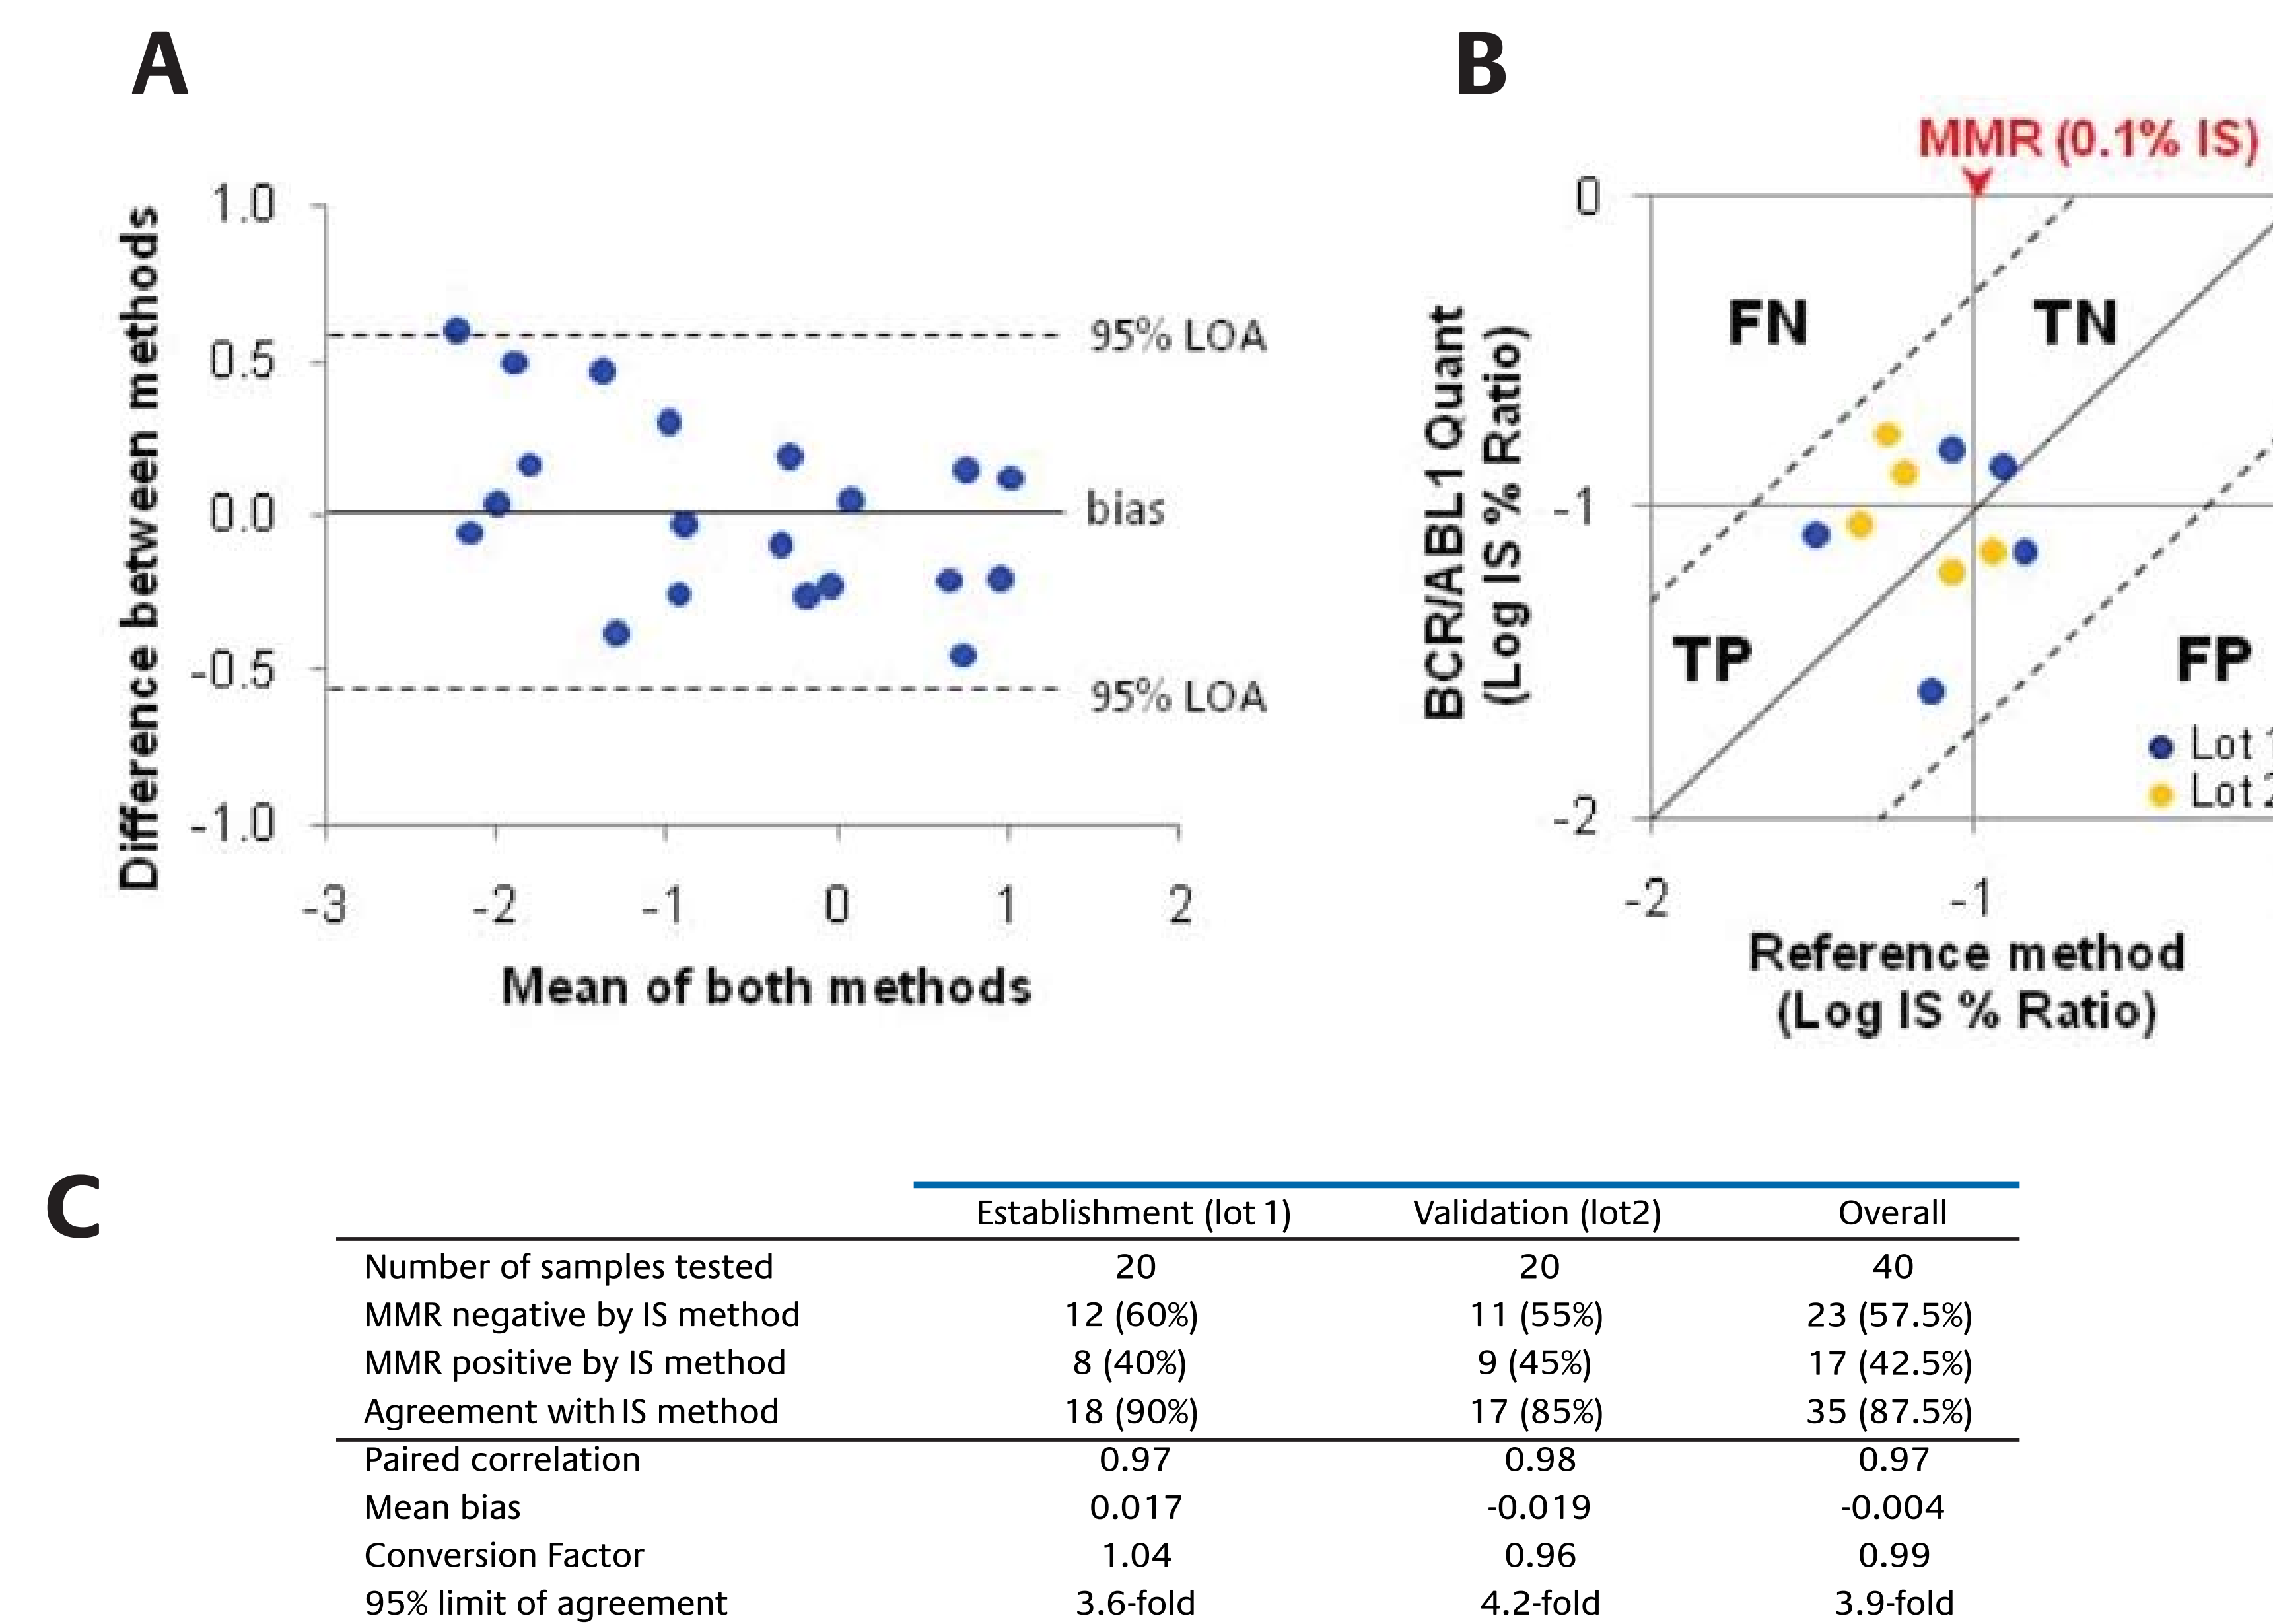 A
B
MMR (0.1% IS)
Difference between methods
1.0
0.5
0.0
-0.5
-1.0
95% LOA
bias
95% LOA
-3 -2 -1 0 1 2
Mean of both methods
BCR/ABL1 Quant
(Log IS % Ratio)
0
-1
-2
FN TN
TP FP
Lot 1
Lot 2
-2 -1
Reference method
(Log IS % Ratio)
C
Establishment (lot 1) Validation (lot2) Overall
Number of samples tested 20 20 40
MMR negative by IS method 12 (60%) 11 (55%) 23 (57.5%)
MMR positive by IS method 8 (40%) 9 (45%) 17 (42.5%)
Agreement with IS method 18 (90%) 17 (85%) 35 (87.5%)
Paired correlation 0.97 0.98 0.97
Mean bias 0.017 -0.019 -0.004
Conversion Factor 1.04 0.96 0.99
95% limit of agreement 3.6-fold 4.2-fold 3.9-fold